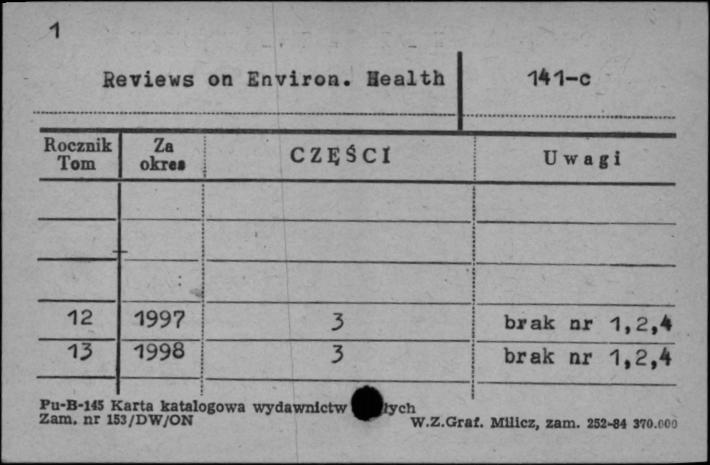 1
Reviews on Environ. Health 141-c
Rocznik Tom Za okres CZĘŚCI Uwagi
12 1997 3 brak nr 1,2,4
13 1998 3 brak nr 1,2,4
Pu-B-145 Karta katalogowa wydawnictw
Zam. nr 153/DW/ON W.Z.Graf. Milicz, zam. 252-84 370.000